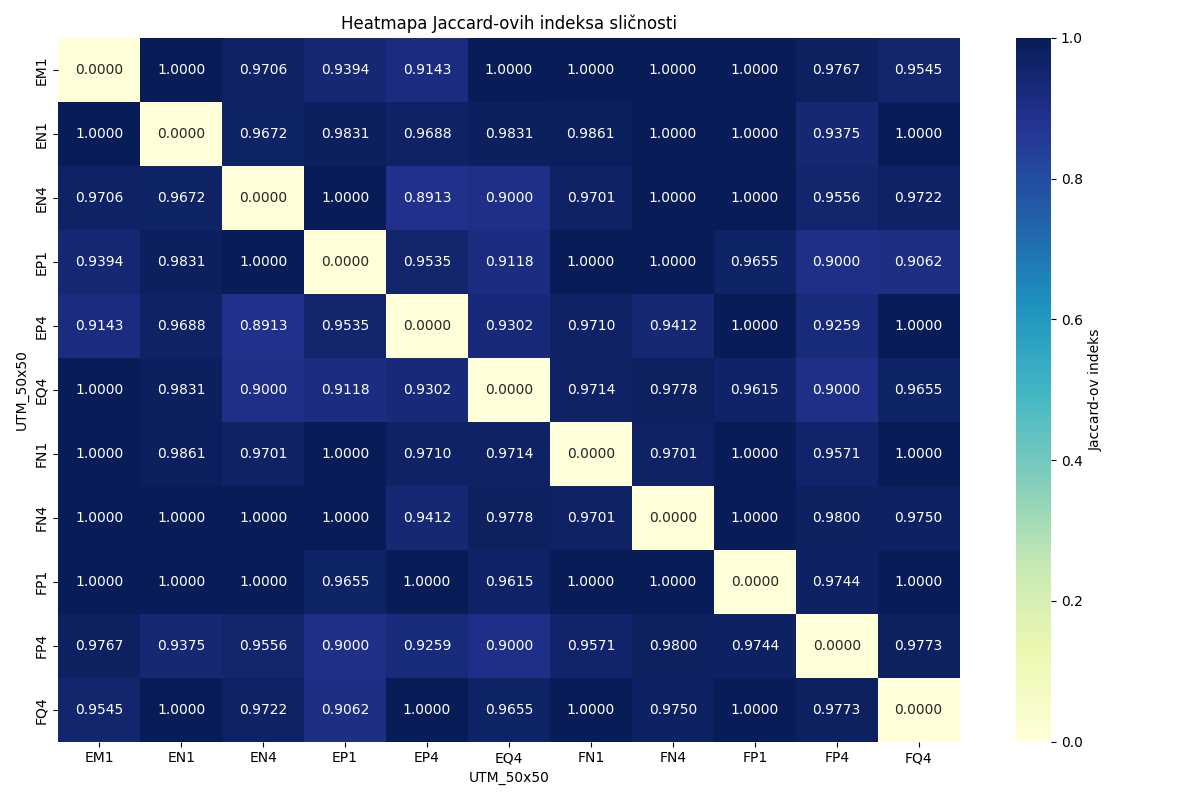 Heatmapa Jaccard-ovih indeksa sličnosti
EM1 0.0000 1.0000 0.9706 0.9394 0.9143 1.0000 1.0000 1.0000 1.0000 0.9767 0.9545
EN1 1.0000 0.0000 0.9672 0.9831 0.9688 0.9831 0.9861 1.0000 1.0000 0.9375 1.0000
EN4 0.9706 0.9672 0.0000 1.0000 0.8913 0.9000 0.9701 1.0000 1.0000 0.9556 0.9722
EP1 0.9394 0.9831 1.0000 0.0000 0.9535 0.9118 1.0000 1.0000 0.9655 0.9000 0.9062
EP4 0.9143 0.9688 0.8913 0.9535 0.0000 0.9302 0.9710 0.9412 1.0000 0.9259 1.0000
EQ4 1.0000 0.9831 0.9000 0.9118 0.9302 0.0000 0.9714 0.9778 0.9615 0.9000 0.9655
FN1 1.0000 0.9861 0.9701 1.0000 0.9710 0.9714 0.0000 0.9701 1.0000 0.9571 1.0000
FN4 1.0000 1.0000 1.0000 1.0000 0.9412 0.9778 0.9701 0.0000 1.0000 0.9800 0.9750
FP1 1.0000 1.0000 1.0000 0.9655 1.0000 0.9615 1.0000 1.0000 0.0000 0.9744 1.0000
FP4 0.9767 0.9375 0.9556 0.9000 0.9259 0.9000 0.9571 0.9800 0.9744 0.0000 0.9773
FQ4 0.9545 1.0000 0.9722 0.9062 1.0000 0.9655 1.0000 0.9750 1.0000 0.9773 0.0000
EM1 EN1 EN4 EP1 EP4 EQ4 FN1 FN4 FP1 FP4 FQ4
UTM_50x50
UTM_50x50
1.0
0.8
0.6
0.4
0.2
0.0
Jaccard-ov indeks